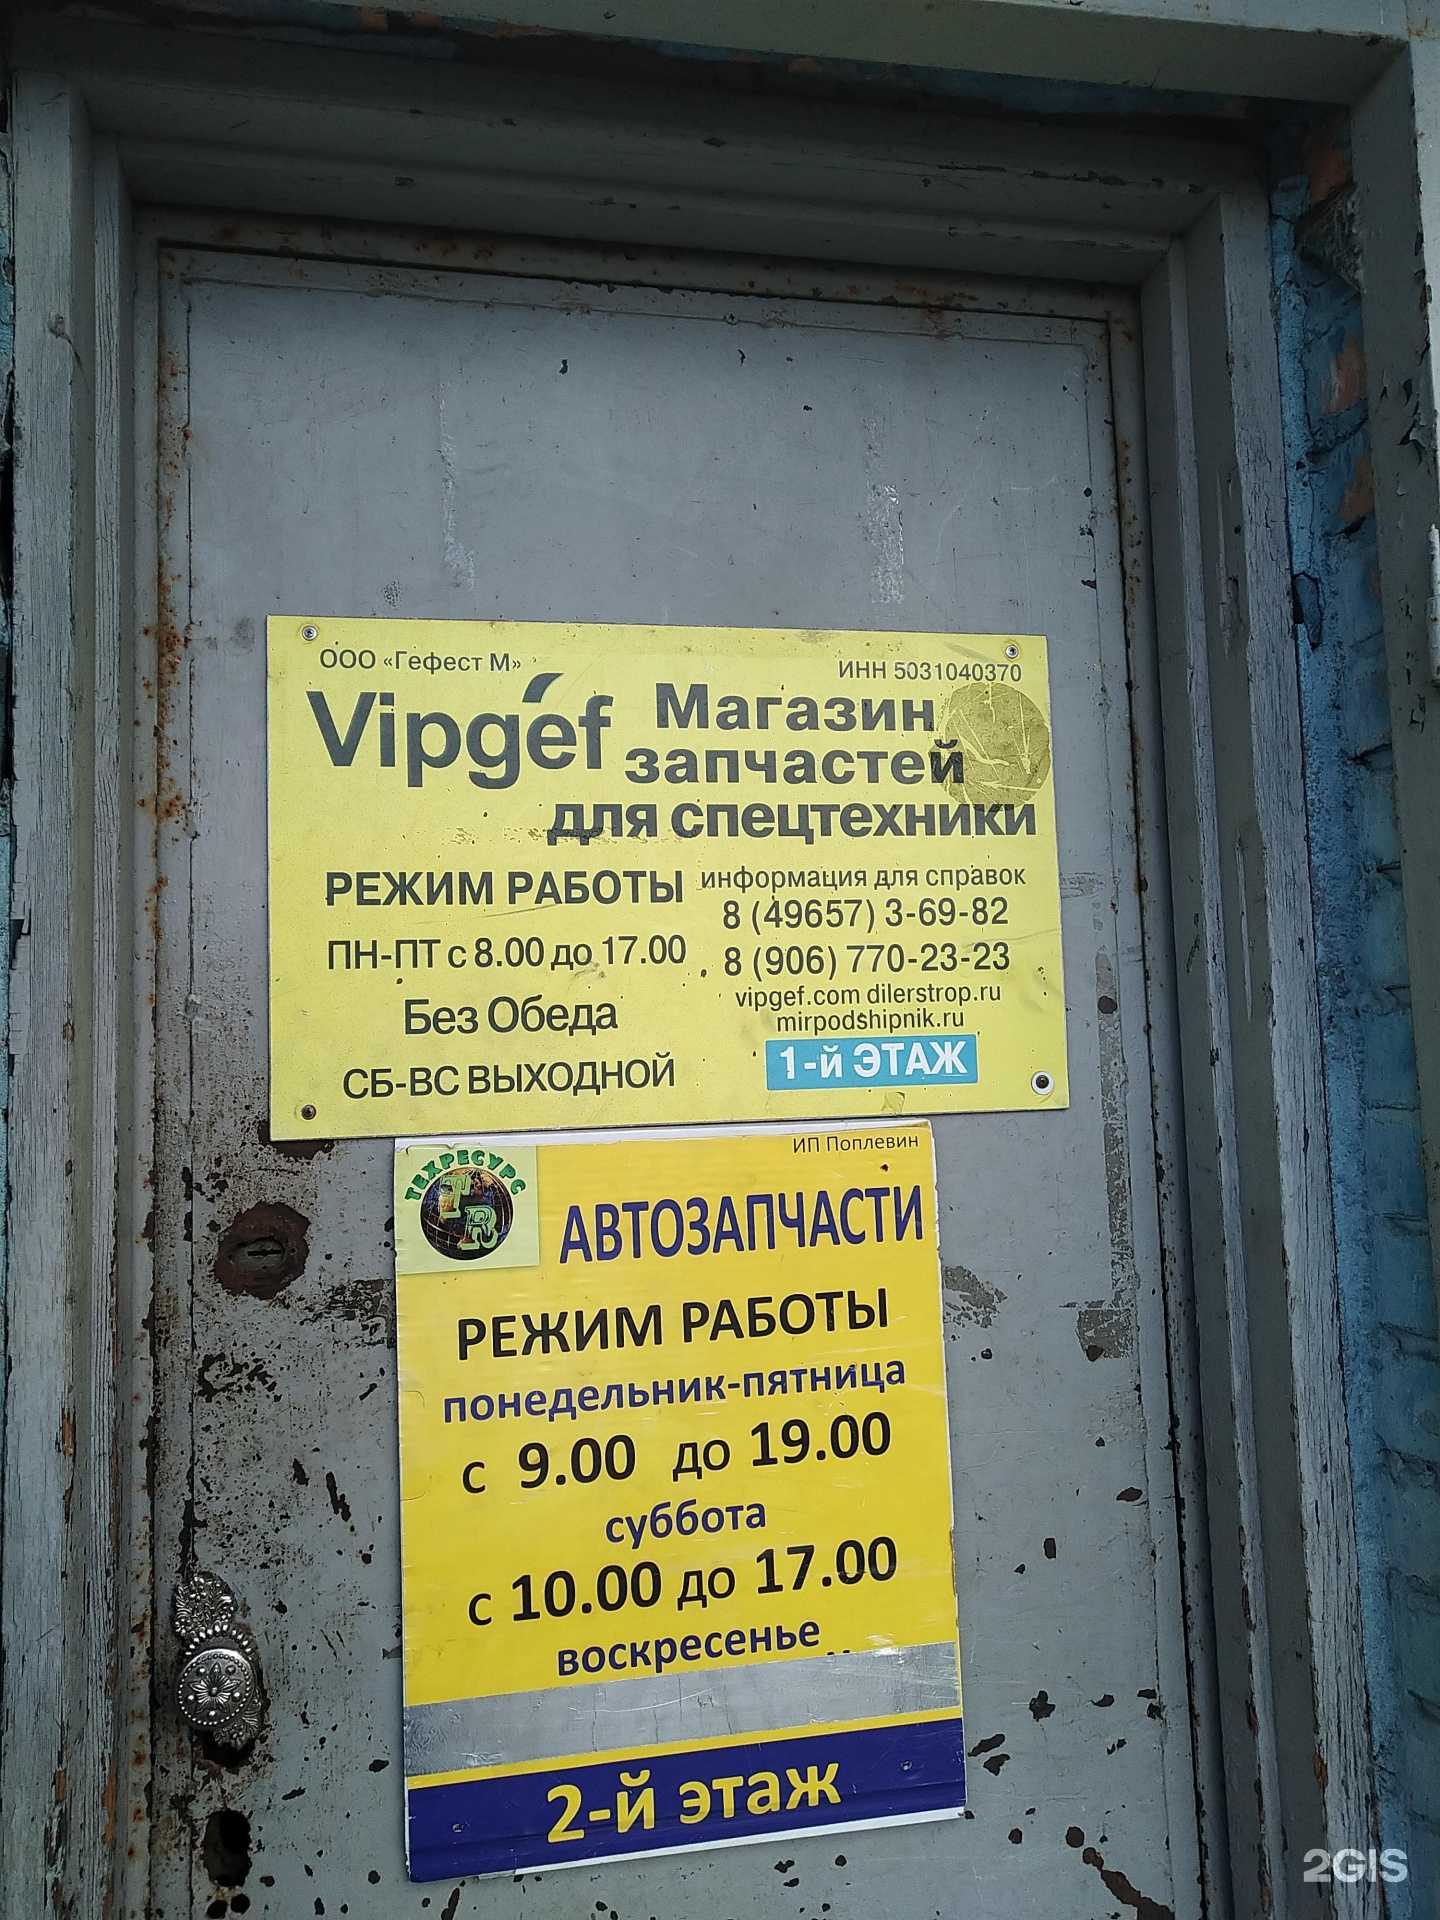 ООО «Гефест М»
ИНН 5031040370
Vipgef
Магазин
запчастей
для спецтехники
РЕЖИМ РАБОТЫ
ПН-ПТ с 8.00 до 17.00
Без Обеда
СБ-ВС ВЫХОДНОЙ
информация для справок
8 (49657) 3-69-82
8 (906) 770-23-23
vipgef.com dilerstrop.ru
mirpodshipnik.ru
1-й ЭТАЖ
ИП Поплевин
ТЕХРЕСУРС
TR
АВТОЗАПЧАСТИ
РЕЖИМ РАБОТЫ
понедельник-пятница
с 9.00 до 19.00
суббота
с 10.00 до 17.00
воскресенье
2-й этаж
2GIS